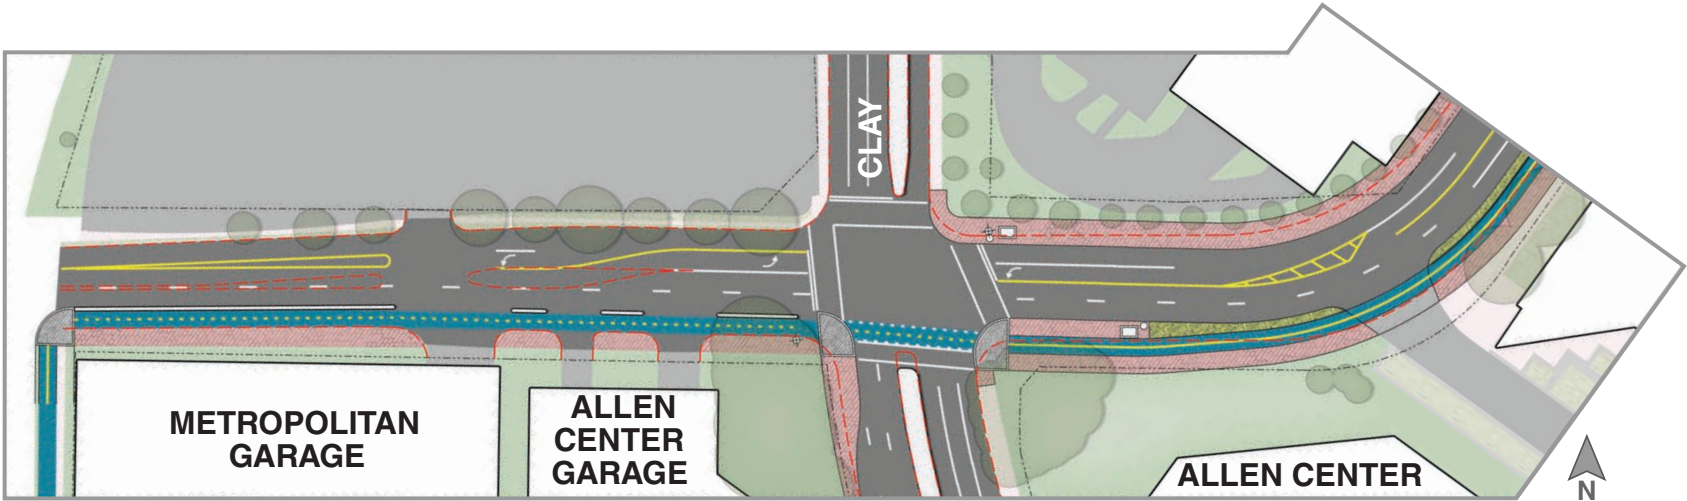 CLAY
METROPOLITAN
GARAGE
ALLEN
CENTER
GARAGE
ALLEN CENTER
N